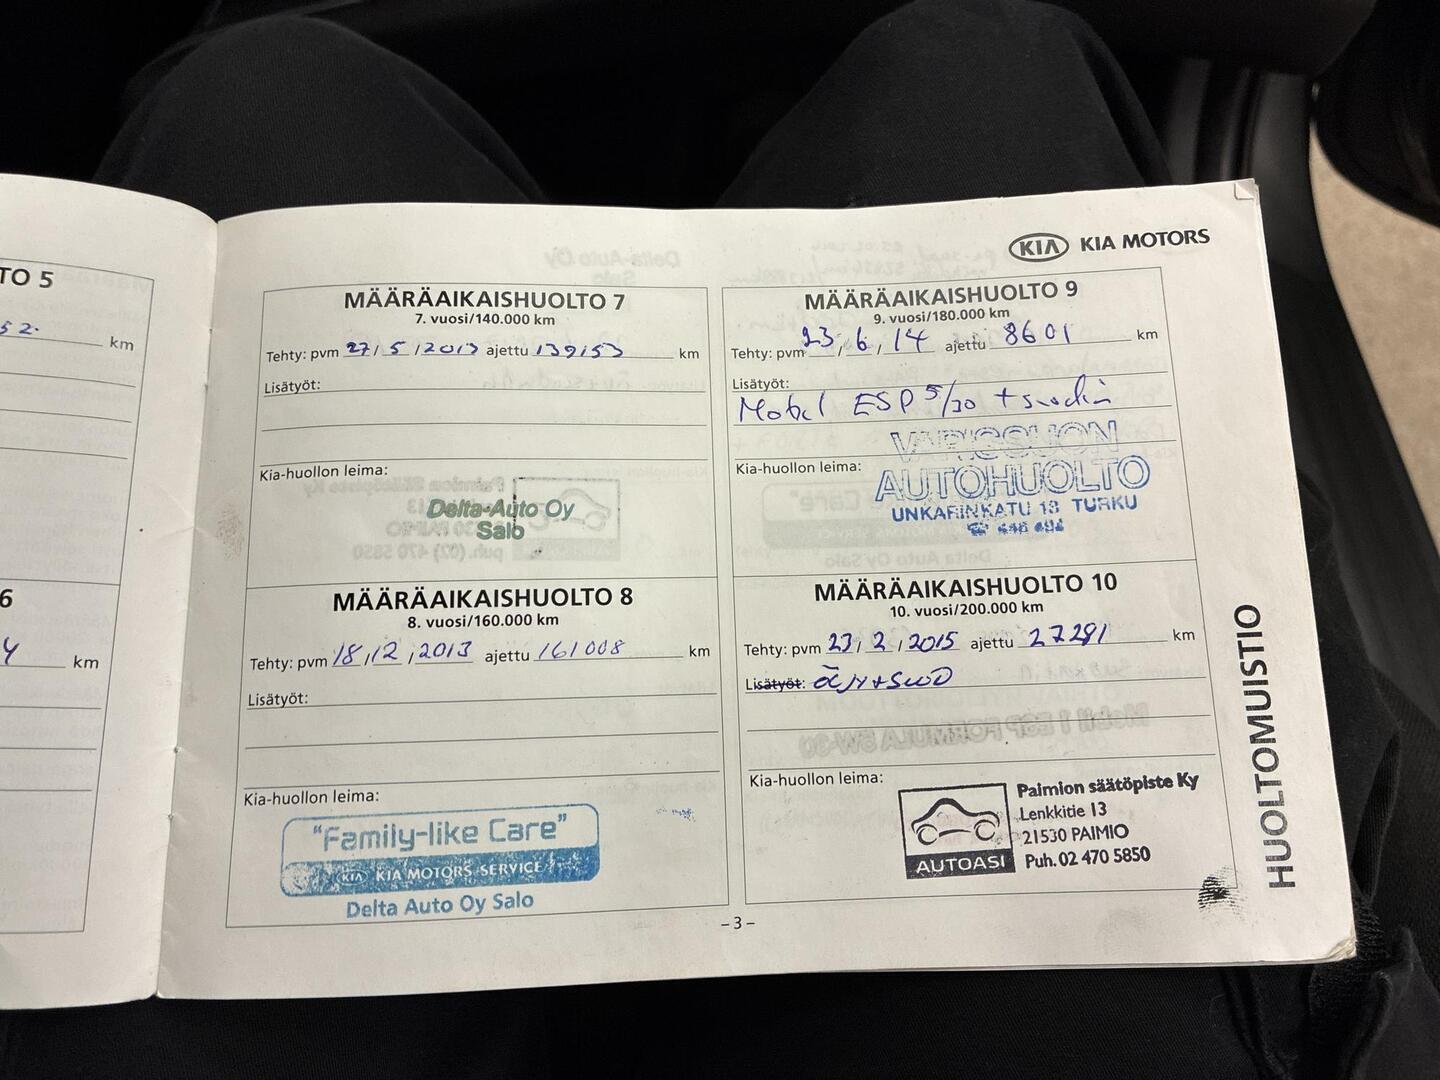 TO 5
52.
km
6
4
km
KIA KIA MOTORS
MÄÄRÄAIKAISHUOLTO 7
7. vuosi/140.000 km
Tehty: pvm 27/5/2013 ajettu 139153 km
Lisätyöt:
Kia-huollon leima:
Delta-Auto Oy
Salo
MÄÄRÄAIKAISHUOLTO 8
8. vuosi/160.000 km
Tehty: pvm 18/12/2013 ajettu 161008 km
Lisätyöt:
Kia-huollon leima:
"Family-like Care"
KIA KIA MOTORS SERVICE
Delta Auto Oy Salo
MÄÄRÄAIKAISHUOLTO 9
9. vuosi/180.000 km
Tehty: pvm 23/6/14 ajettu 8601 km
Lisätyöt:
ESP 5/30 +
Kia-huollon leima:
VARISSUON
AUTOHUOLTO
UNKARINKATU 13 TURKU
MÄÄRÄAIKAISHUOLTO 10
10. vuosi/200.000 km
Tehty: pvm 23/2/2015 ajettu 27281 km
Lisätyöt: ÖLJY+SUOD
Kia-huollon leima:
AUTOASI
Paimion säätöpiste Ky
Lenkkitie 13
21530 PAIMIO
Puh. 02 470 5850
HUOLTOMUISTIO
– 3 –